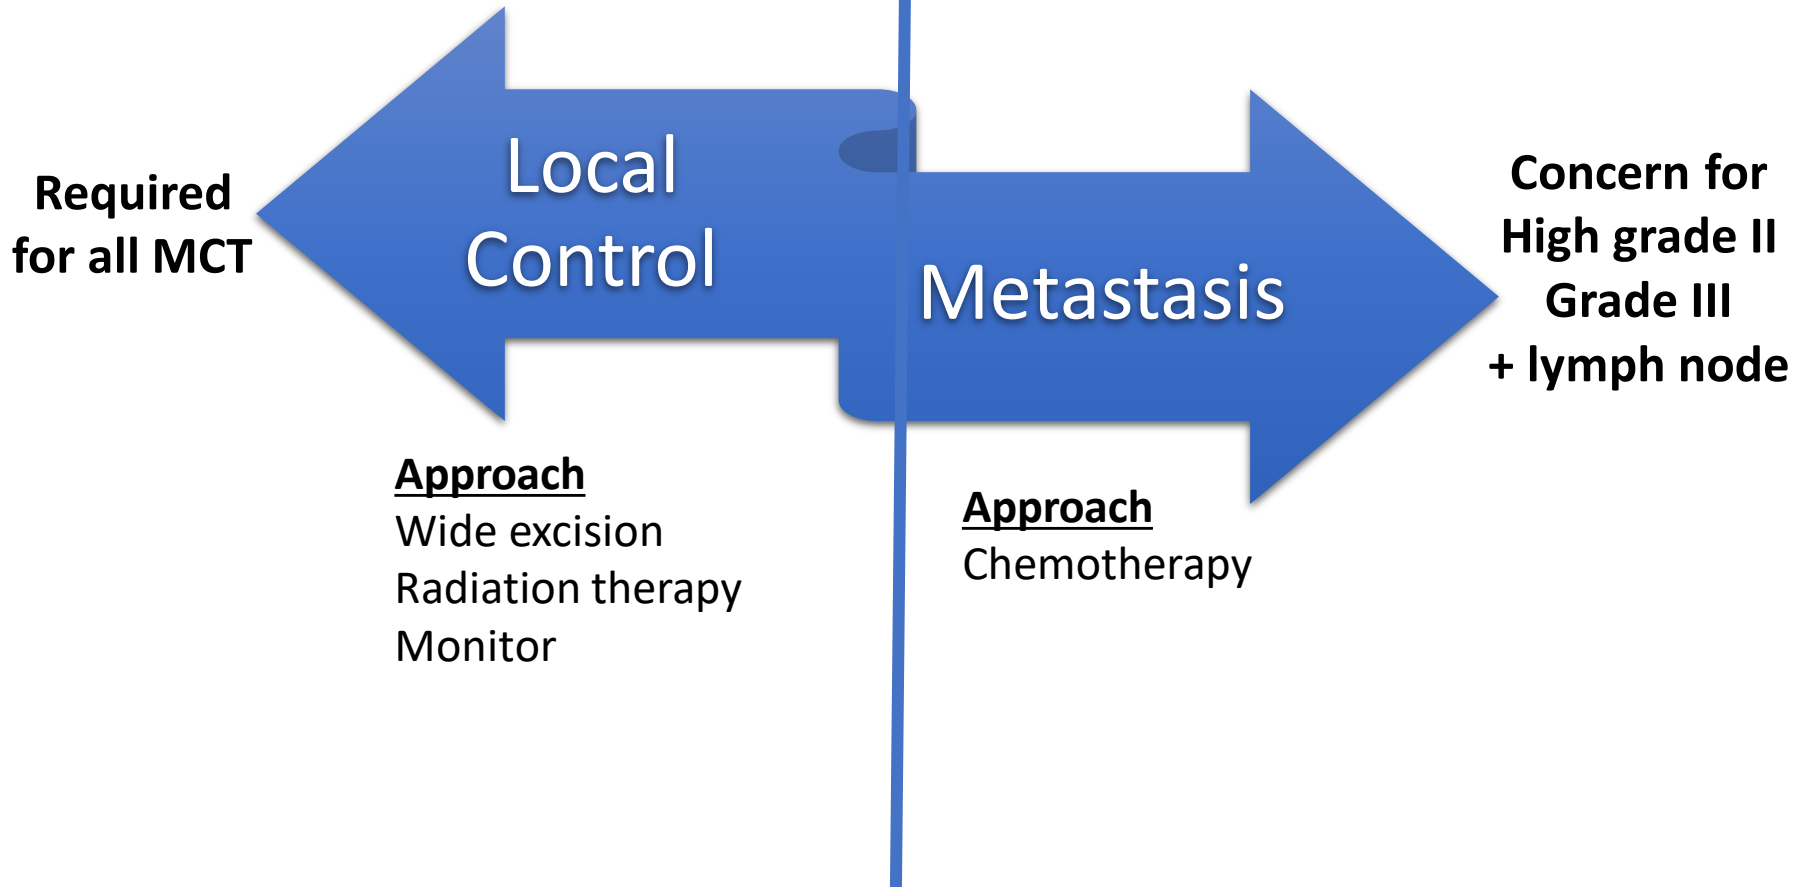 Required
for all MCT
Local
Control
Approach
Wide excision
Radiation therapy
Monitor
Metastasis
Concern for
High grade II
Grade III
+ lymph node
Approach
Chemotherapy